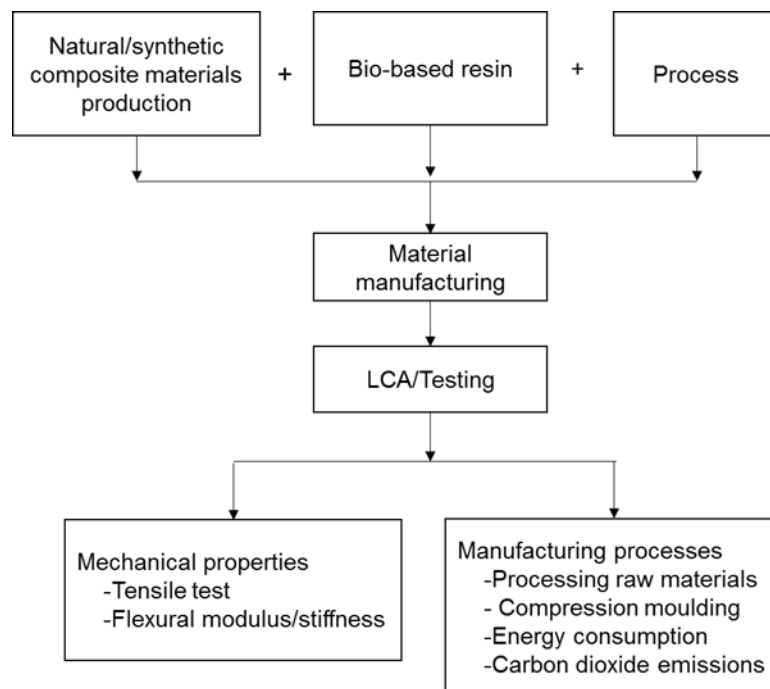 Natural/synthetic
composite materials
production
+
Bio-based resin
+
Process
Material
manufacturing
LCA/Testing
Mechanical properties
-Tensile test
-Flexural modulus/stiffness
Manufacturing processes
-Processing raw materials
- Compression moulding
-Energy consumption
-Carbon dioxide emissions